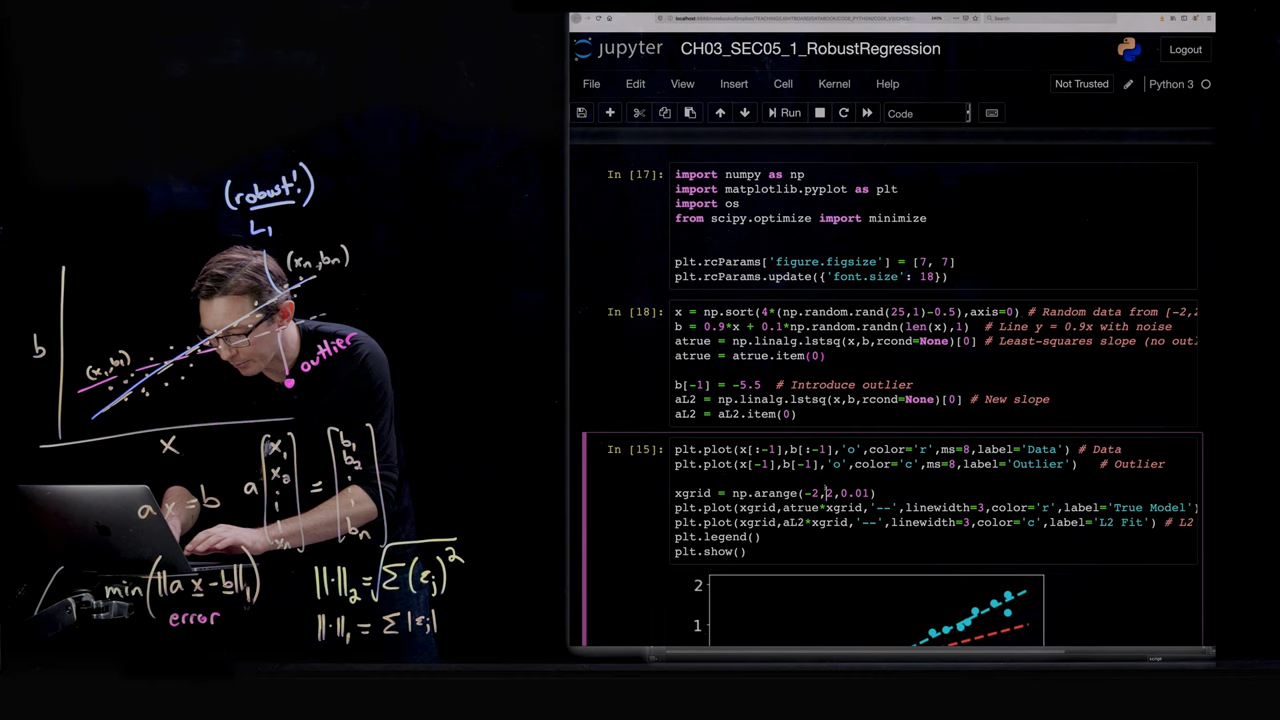 (robust!)
L1
(xn, bn)
b
(x1, b1)
outlier
x
a x = b
a [x1 x2 ⋮ xn] = [b1 b2 ⋮ bn]
min(||a x - b||1)
error
||·||2 = √Σ(εj)²
||·||1 = Σ|εj|
Search
jupyter CH03_SEC05_1_RobustRegression
Logout
File Edit View Insert Cell Kernel Help
Not Trusted Python 3
Run Code
In [17]:
import numpy as np
import matplotlib.pyplot as plt
import os
from scipy.optimize import minimize
plt.rcParams['figure.figsize'] = [7, 7]
plt.rcParams.update({'font.size': 18})
In [18]:
x = np.sort(4*(np.random.rand(25,1)-0.5),axis=0) # Random data from [-2,2
b = 0.9*x + 0.1*np.random.randn(len(x),1) # Line y = 0.9x with noise
atrue = np.linalg.lstsq(x,b,rcond=None)[0] # Least-squares slope (no outl
atrue = atrue.item(0)
b[-1] = -5.5 # Introduce outlier
aL2 = np.linalg.lstsq(x,b,rcond=None)[0] # New slope
aL2 = aL2.item(0)
In [15]:
plt.plot(x[:-1],b[:-1],'o',color='r',ms=8,label='Data') # Data
plt.plot(x[-1],b[-1],'o',color='c',ms=8,label='Outlier') # Outlier
xgrid = np.arange(-2,2,0.01)
plt.plot(xgrid,atrue*xgrid,'--',linewidth=3,color='r',label='True Model')
plt.plot(xgrid,aL2*xgrid,'--',linewidth=3,color='c',label='L2 Fit') # L2
plt.legend()
plt.show()
2
1